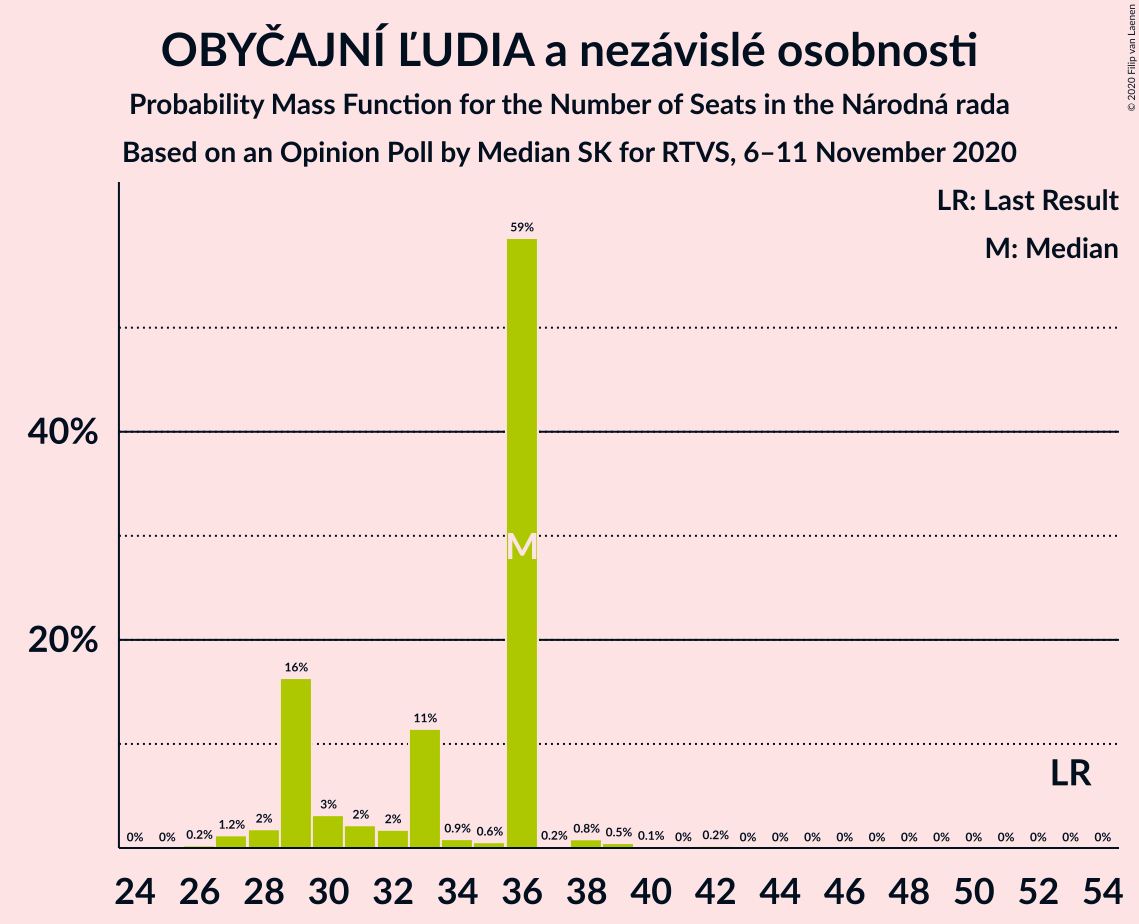 OBYČAJNÍ ĽUDIA a nezávislé osobnosti
Probability Mass Function for the Number of Seats in the Národná rada
Based on an Opinion Poll by Median SK for RTVS, 6–11 November 2020
© 2020 Filip van Laenen
LR: Last Result
M: Median
59%
40%
M
20%
16%
11%
LR
0% 0% 0.2% 1.2% 2% 3% 2% 2% 0.9% 0.6% 0.2% 0.8% 0.5% 0.1% 0% 0.2% 0% 0% 0% 0% 0% 0% 0% 0% 0% 0% 0% 0%
24 26 28 30 32 34 36 38 40 42 44 46 48 50 52 54